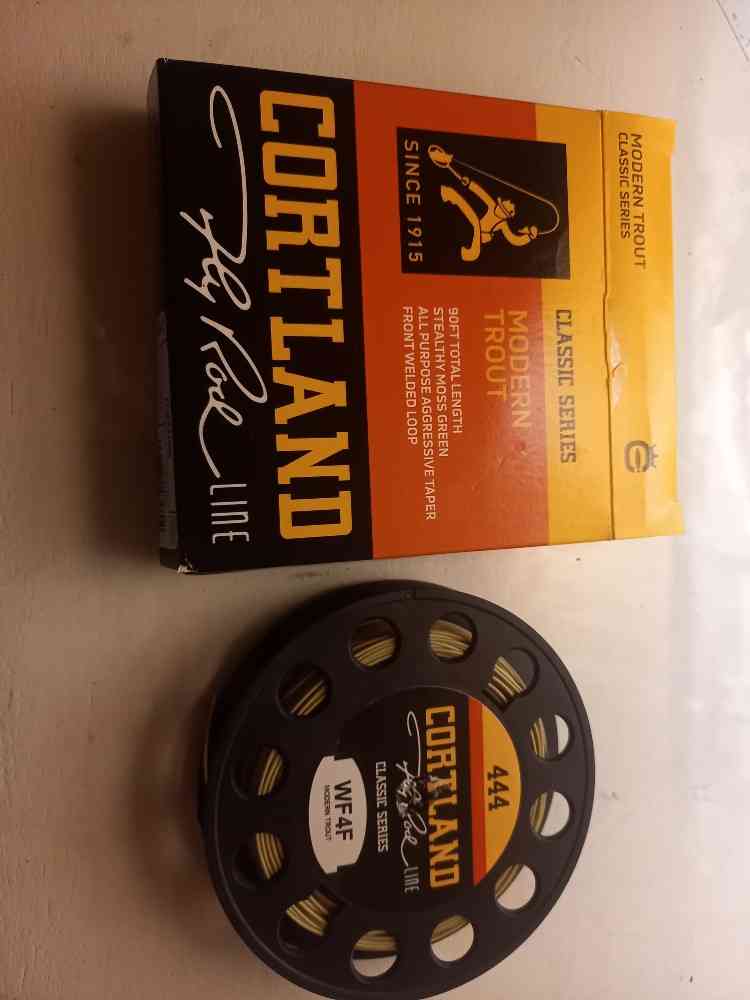 MODERN TROUT
CLASSIC SERIES
CLASSIC SERIES
MODERN
TROUT
SINCE 1915
90FT TOTAL LENGTH
STEALTHY MOSS GREEN
ALL PURPOSE AGGRESSIVE TAPER
FRONT WELDED LOOP
CORTLAND
Fly Rod LINE
444
CORTLAND
Fly Rod LINE
CLASSIC SERIES
WF4F
MODERN TROUT